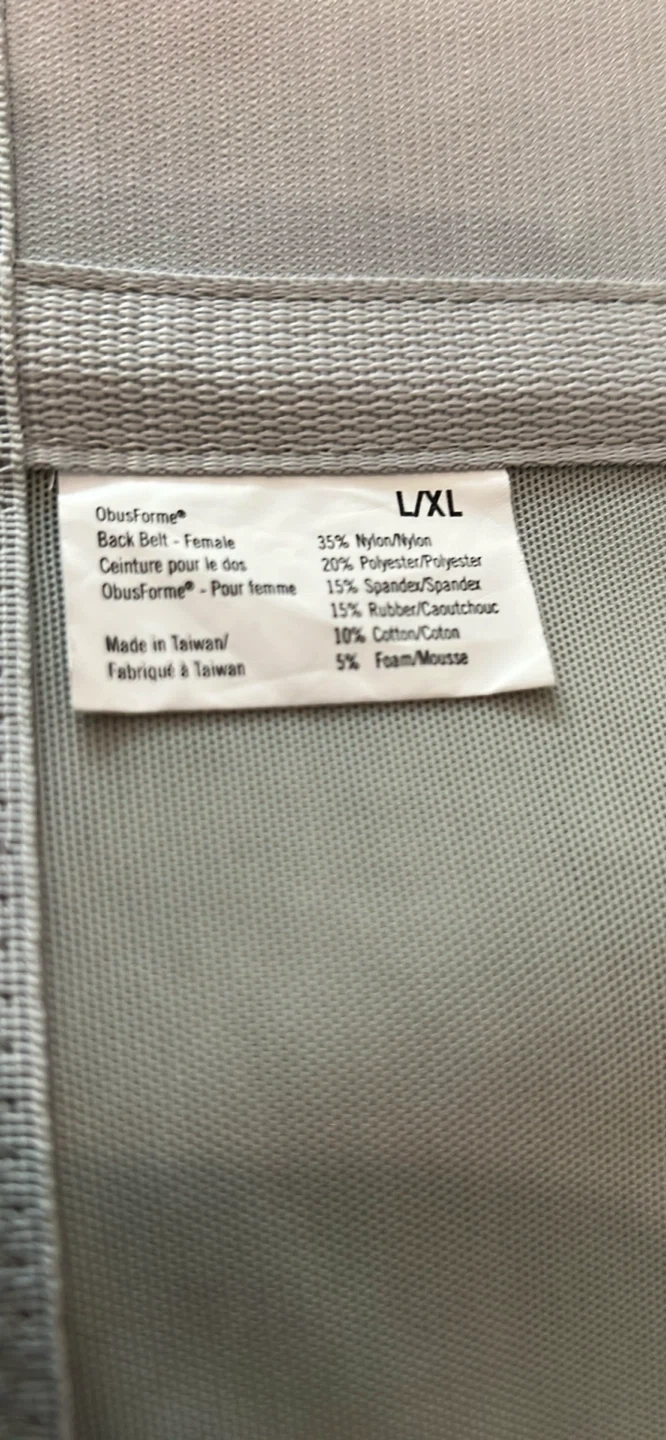 L/XL
ObusForme®
Back Belt - Female
Ceinture pour le dos
ObusForme® - Pour femme
Made in Taiwan/
Fabriqué à Taiwan
35% Nylon/Nylon
20% Polyester/Polyester
15% Spandex/Spandex
15% Rubber/Caoutchouc
10% Cotton/Coton
5% Foam/Mousse